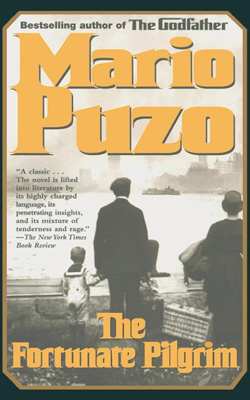 Bestselling author of The Godfather
Mario
Puzo
"A classic . . .
The novel is lifted
into literature by
its highly charged
language, its
penetrating insights,
and its mixture of
tenderness and rage."
—The New York Times
Book Review
The
Fortunate Pilgrim